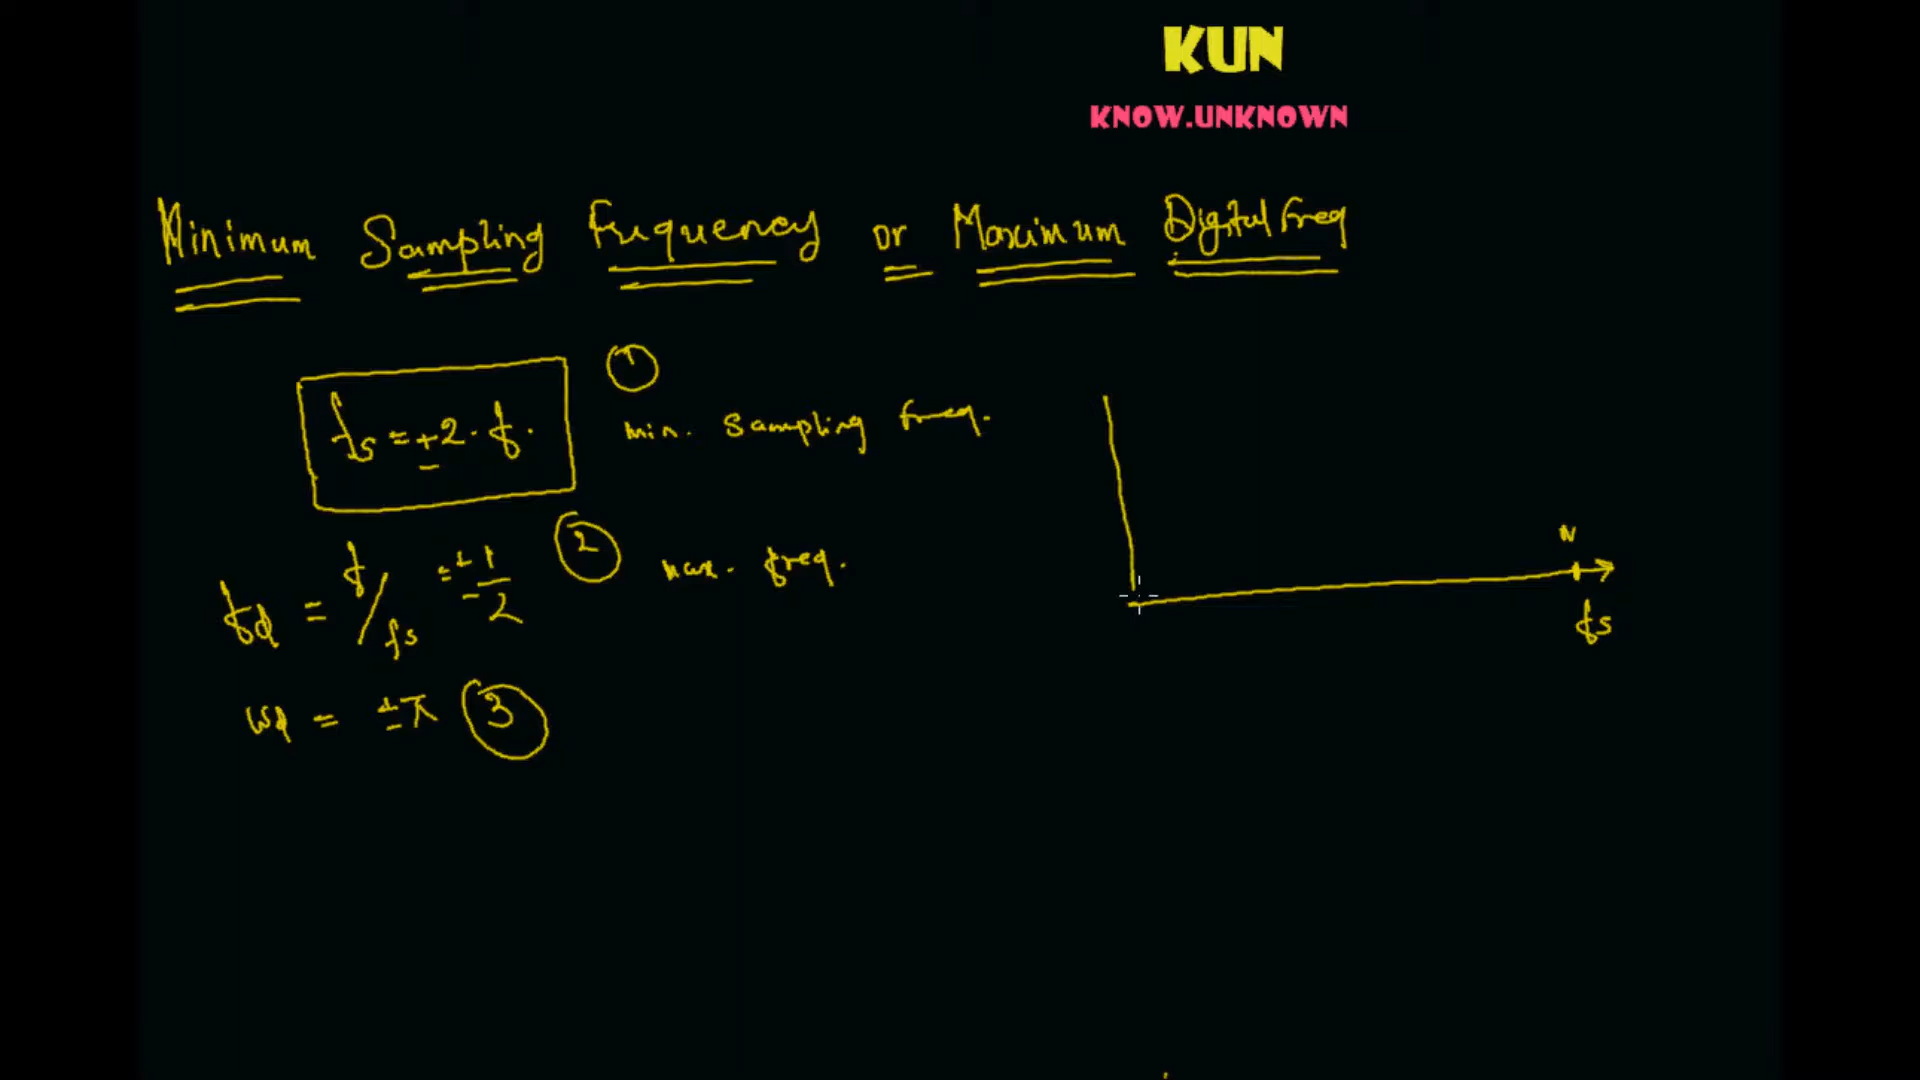 KUN
KNOW.UNKNOWN
Minimum Sampling Frequency or Maximum Digital Freq
1
fs = ±2 · f.
min. Sampling freq.
fd = f/fs = ±1/2
2
max. freq.
N
fs
wd = ±π
3